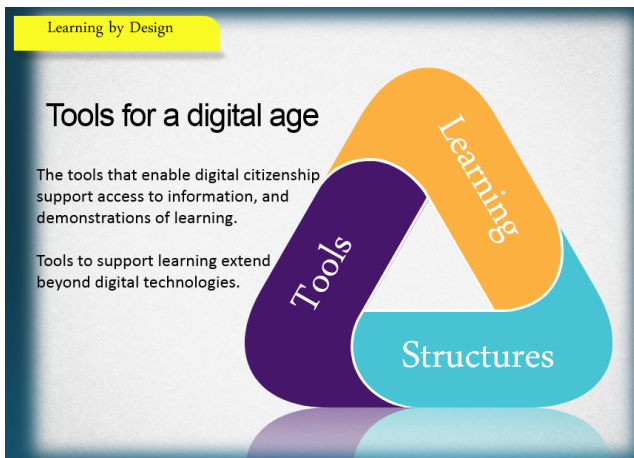 Learning by Design
Tools for a digital age
The tools that enable digital citizenship
support access to information, and
demonstrations of learning.
Tools to support learning extend
beyond digital technologies.
Learning
Tools
Structures